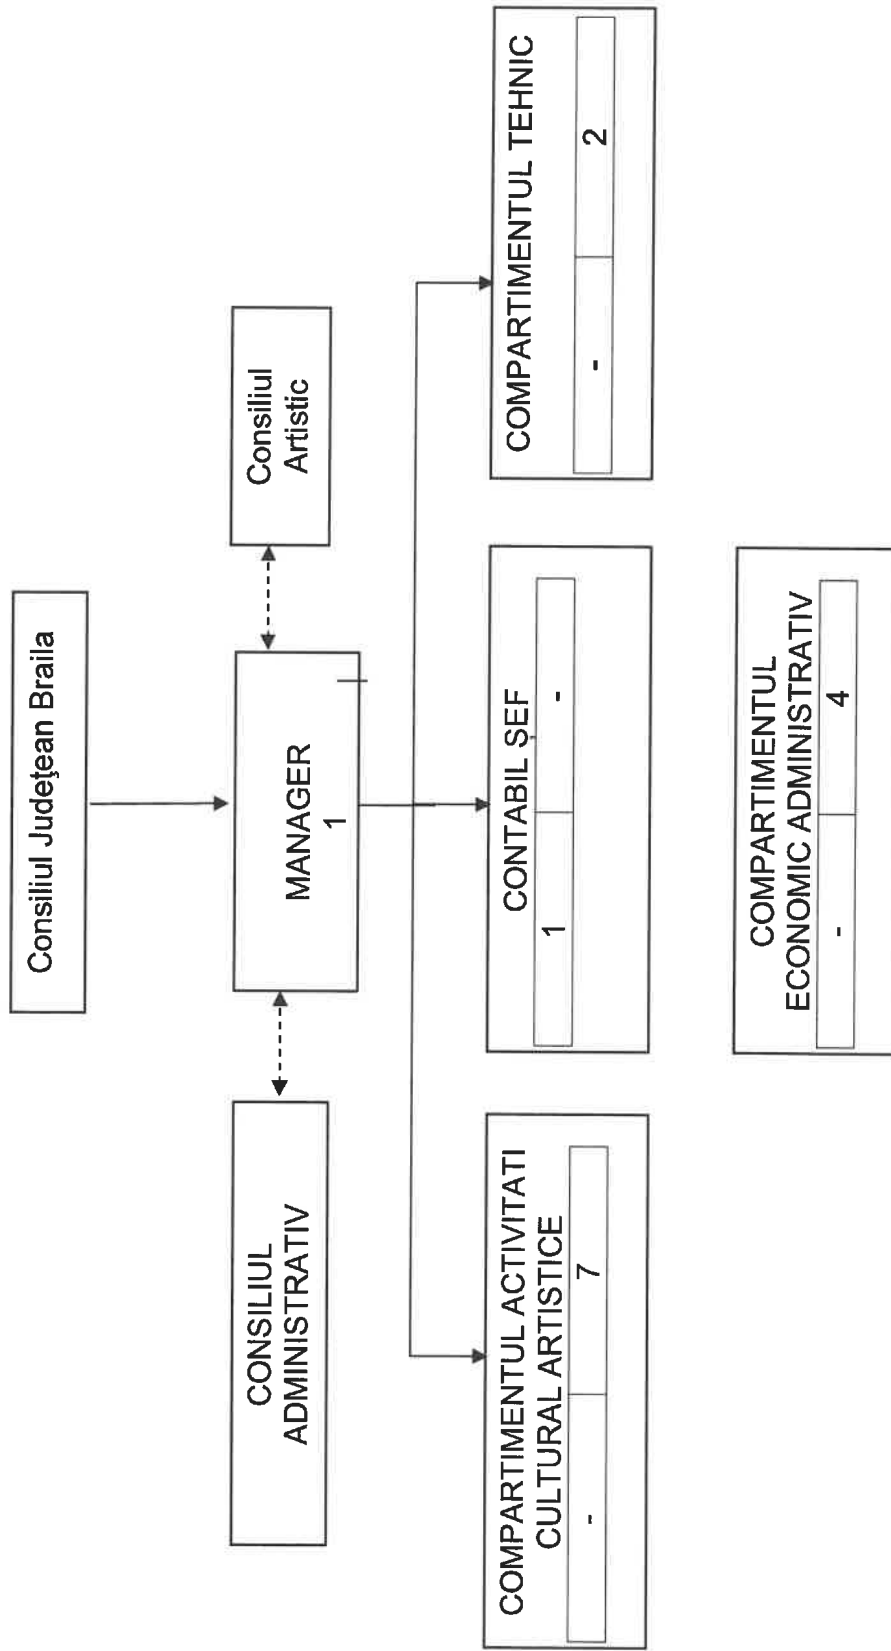 Consiliul Județean Braila
CONSILIUL
ADMINISTRATIV
MANAGER
1
Consiliul
Artistic
COMPARTIMENTUL ACTIVITATI
CULTURAL ARTISTICE
- 7
CONTABIL SEF
1 -
COMPARTIMENTUL TEHNIC
- 2
COMPARTIMENTUL
ECONOMIC ADMINISTRATIV
- 4